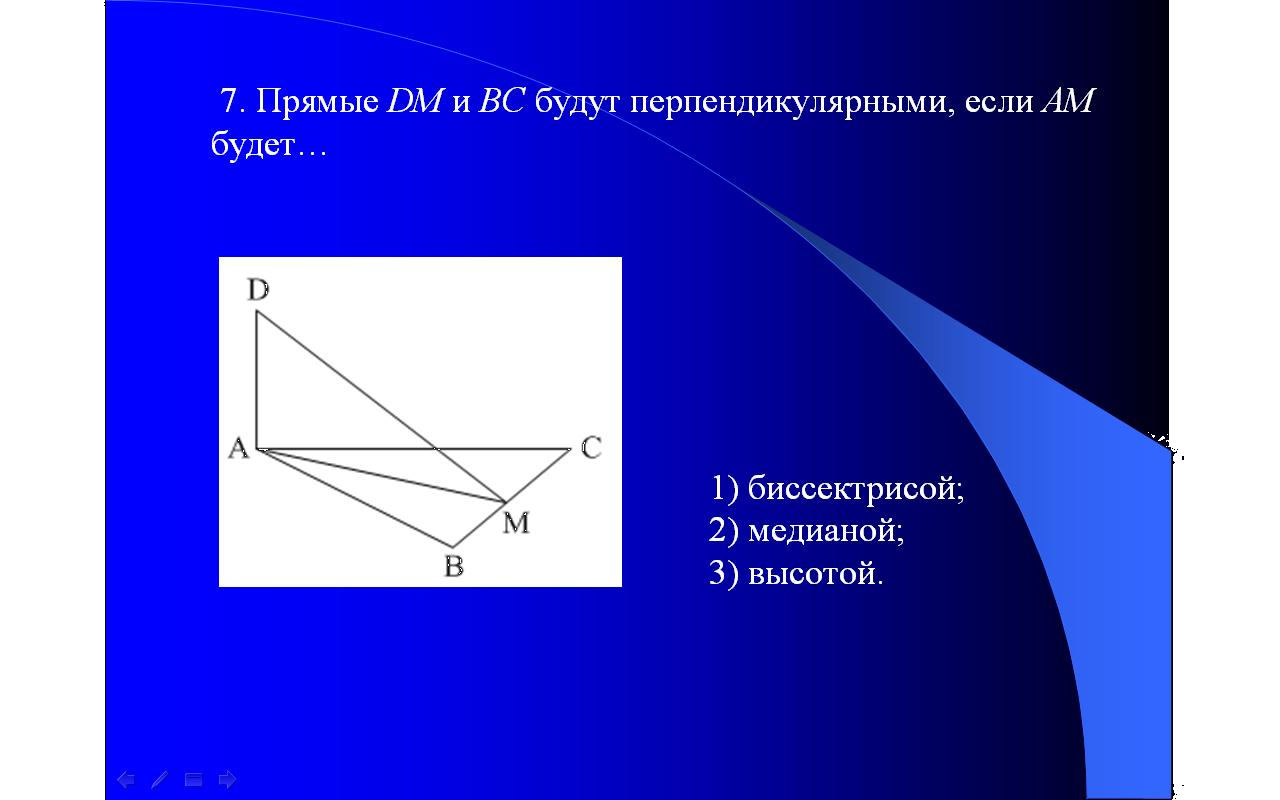 7. Прямые DM и BC будут перпендикулярными, если AM
будет…
D
A
C
M
B
1) биссектрисой;
2) медианой;
3) высотой.